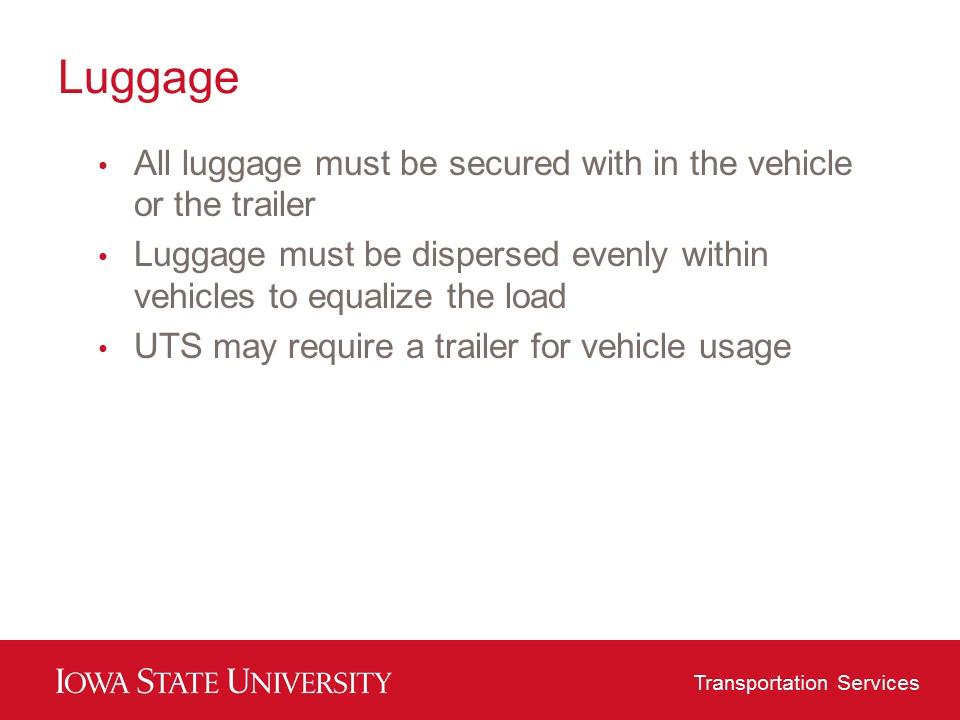 Luggage
• All luggage must be secured with in the vehicle
or the trailer
• Luggage must be dispersed evenly within
vehicles to equalize the load
• UTS may require a trailer for vehicle usage
IOWA STATE UNIVERSITY
Transportation Services